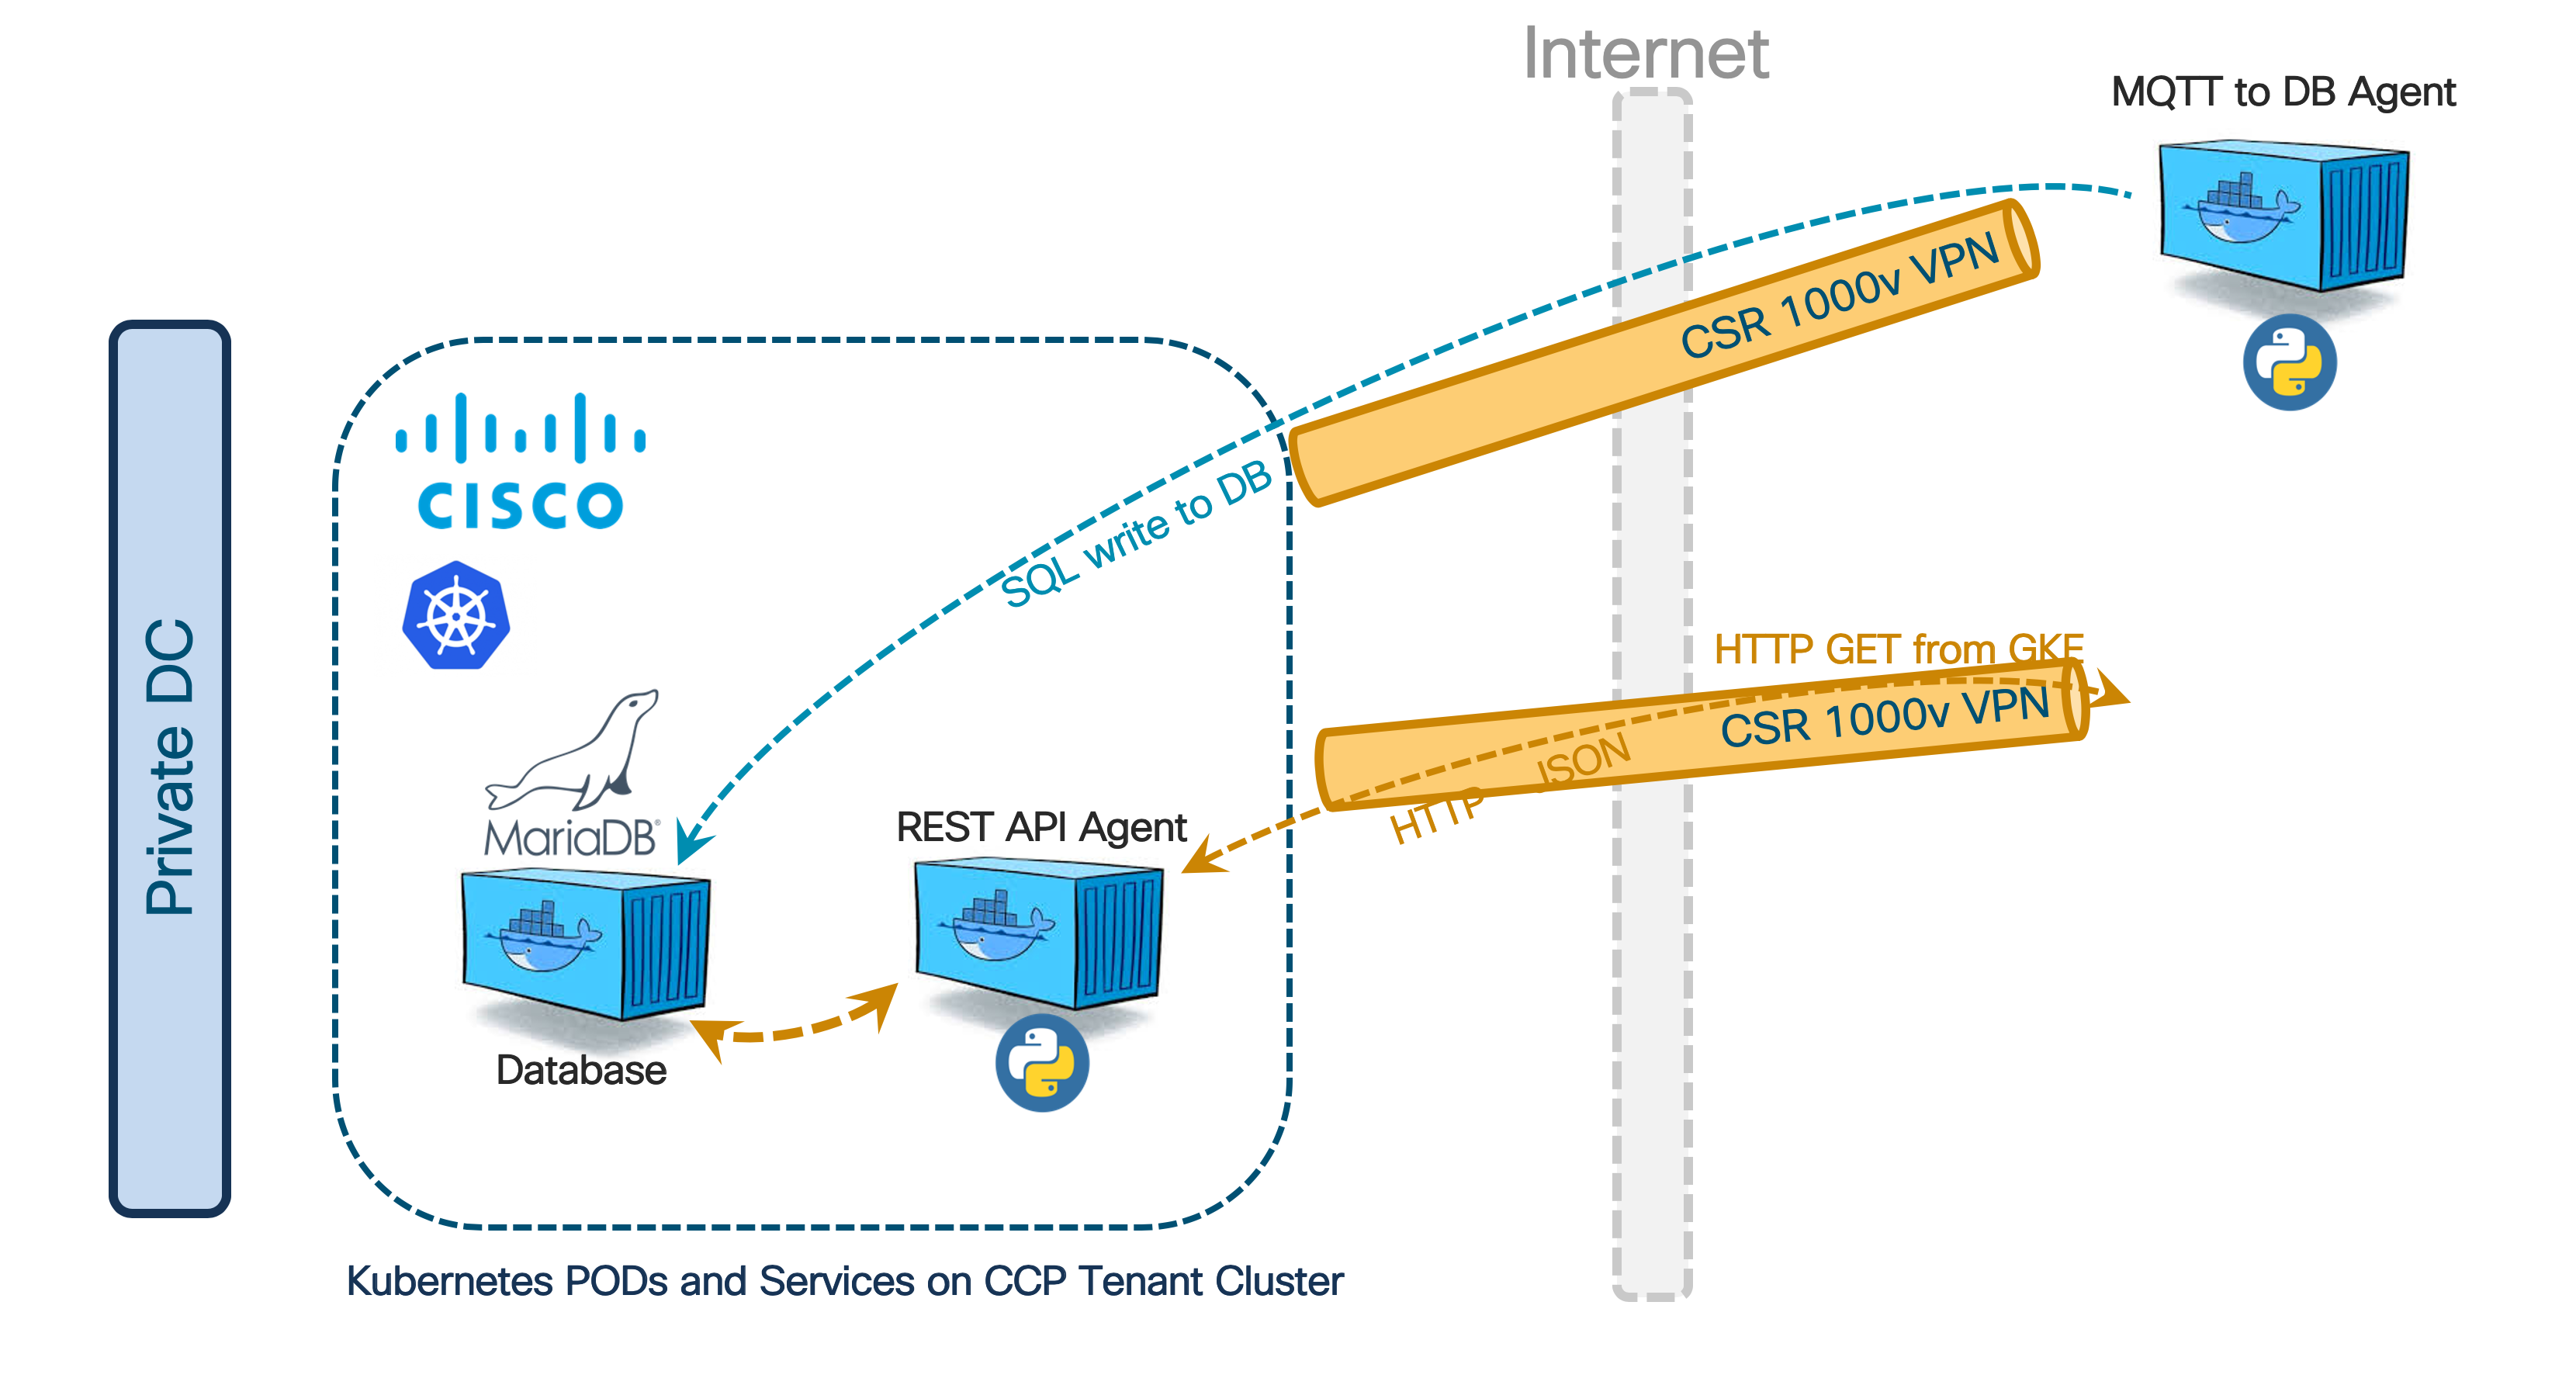 Internet
MQTT to DB Agent
CSR 1000v VPN
CISCO
SQL write to DB
HTTP GET from GKE
CSR 1000v VPN
HTTP JSON
Private DC
MariaDB
REST API Agent
Database
Kubernetes PODs and Services on CCP Tenant Cluster